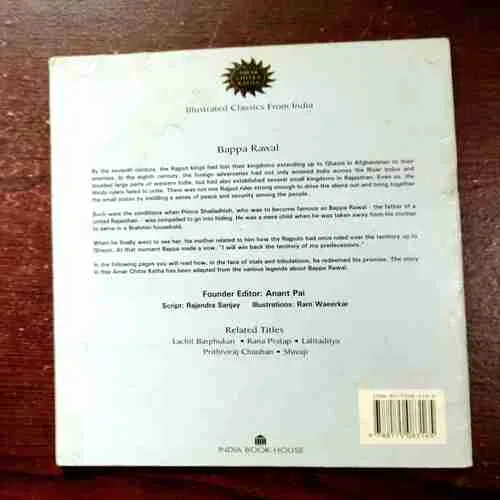 AMAR
CHITRA
KATHA
Illustrated Classics From India
Bappa Rawal
By the seventh century, the Rajput kings had lost their kingdoms extending up to Ghazni in Afghanistan to their
enemies. In the eighth century, the foreign adversaries had not only entered India across the River Indus and
looted large parts of western India, but had also established several small kingdoms in Rajasthan. Even so, the
Hindu rulers failed to unite. There was not one Rajput ruler strong enough to drive the aliens out and bring together
the small states by instilling a sense of peace and security among the people.
Such were the conditions when Prince Shailadhish, who was to become famous as Bappa Rawal - the father of a
united Rajasthan - was compelled to go into hiding. He was a mere child when he was taken away from his mother
to serve in a Brahmin household.
When he finally went to see her, his mother related to him how the Rajputs had once ruled over the territory up to
Ghazni. At that moment Bappa made a vow, "I will win back the territory of my predecessors."
In the following pages you will read how, in the face of trials and tribulations, he redeemed his promise. The story
in this Amar Chitra Katha has been adapted from the various legends about Bappa Rawal.
Founder Editor: Anant Pai
Script: Rajendra Sanjay Illustrations: Ram Waeerkar
Related Titles
Lachit Barphukan • Rana Pratap • Lalitaditya
Prithviraj Chauhan • Shivaji
INDIA BOOK HOUSE